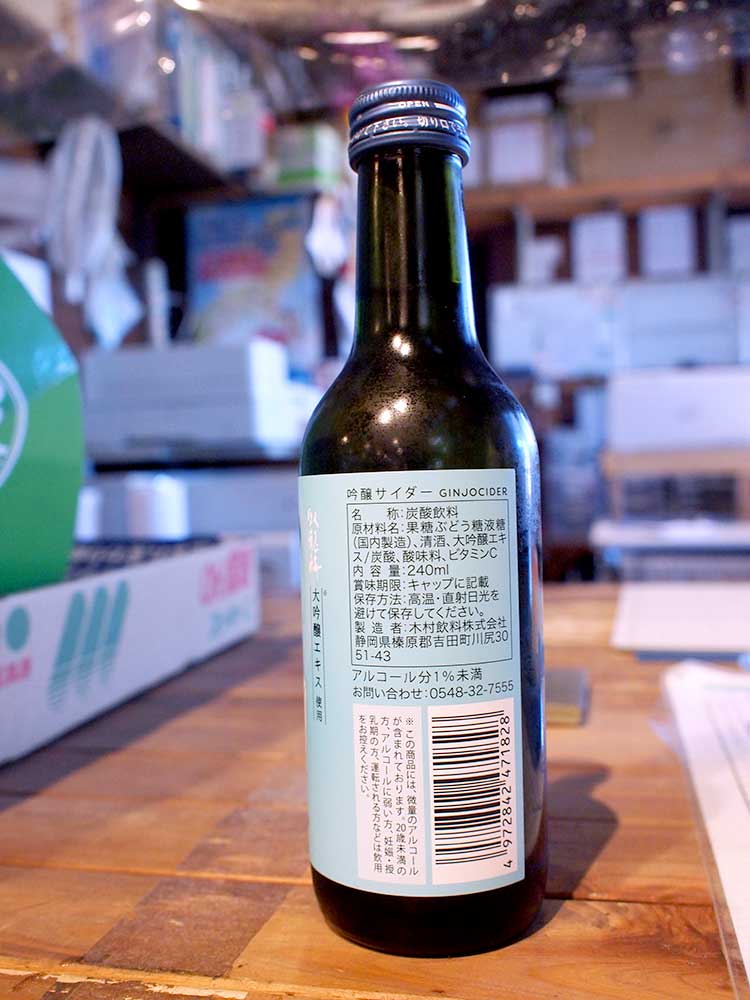 OPEN
切り口で
吟醸サイダー GINJOCIDER
名　　称:炭酸飲料
原材料名:果糖ぶどう糖液糖
(国内製造)、清酒、大吟醸エキ
ス/炭酸、酸味料、ビタミンC
内 容 量:240ml
賞味期限:キャップに記載
保存方法:高温・直射日光を
避けて保存してください。
製 造 者:木村飲料株式会社
静岡県榛原郡吉田町川尻30
51-43
アルコール分1%未満
お問い合わせ:0548-32-7555
大吟醸エキス使用
※この商品には、微量のアルコール
が含まれております。20歳未満の
方、アルコールに弱い方、妊娠・授
乳期の方、運転される方などは飲用
をお控えください。
4 972842 471828